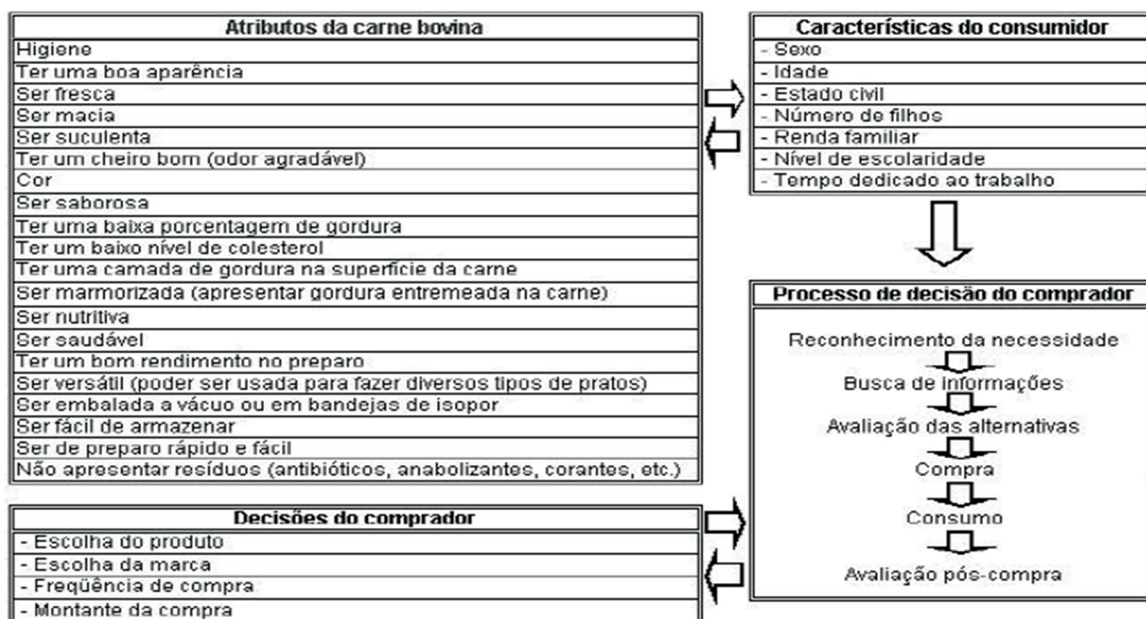 Atributos da carne bovina
Higiene
Ter uma boa aparência
Ser fresca
Ser macia
Ser suculenta
Ter um cheiro bom (odor agradável)
Cor
Ser saborosa
Ter uma baixa porcentagem de gordura
Ter um baixo nível de colesterol
Ter uma camada de gordura na superfície da carne
Ser marmorizada (apresentar gordura entremeada na carne)
Ser nutritiva
Ser saudável
Ter um bom rendimento no preparo
Ser versátil (poder ser usada para fazer diversos tipos de pratos)
Ser embalada a vácuo ou em bandejas de isopor
Ser fácil de armazenar
Ser de preparo rápido e fácil
Não apresentar resíduos (antibióticos, anabolizantes, corantes, etc.)
Características do consumidor
- Sexo
- Idade
- Estado civil
- Número de filhos
- Renda familiar
- Nível de escolaridade
- Tempo dedicado ao trabalho
Processo de decisão do comprador
Reconhecimento da necessidade
Busca de informações
Avaliação das alternativas
Compra
Consumo
Avaliação pós-compra
Decisões do comprador
- Escolha do produto
- Escolha da marca
- Freqüência de compra
- Montante da compra